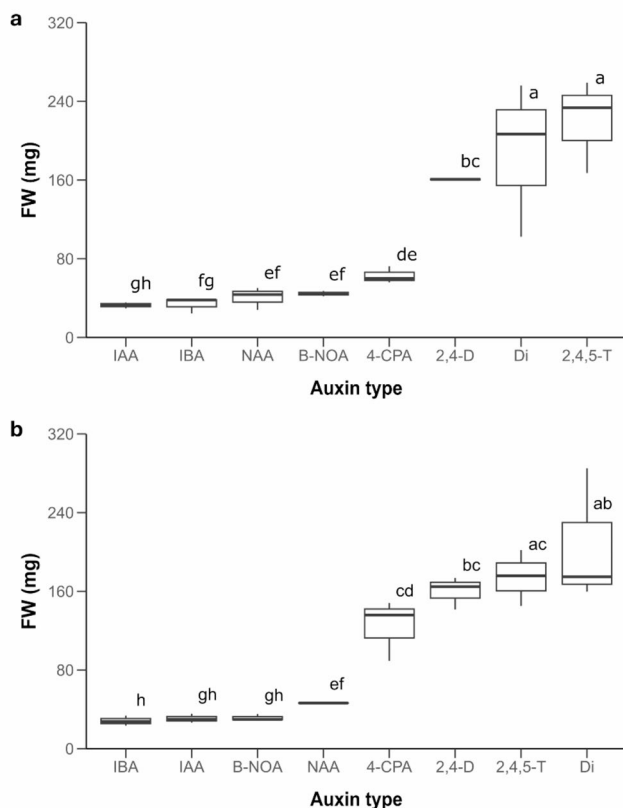 a
320
240
160
80
0
FW (mg)
gh
fg
ef
ef
de
bc
a
a
IAA IBA NAA B-NOA 4-CPA 2,4-D Di 2,4,5-T
Auxin type
b
320
240
160
80
0
FW (mg)
h
gh
gh
ef
cd
bc
ac
ab
IBA IAA B-NOA NAA 4-CPA 2,4-D 2,4,5-T Di
Auxin type